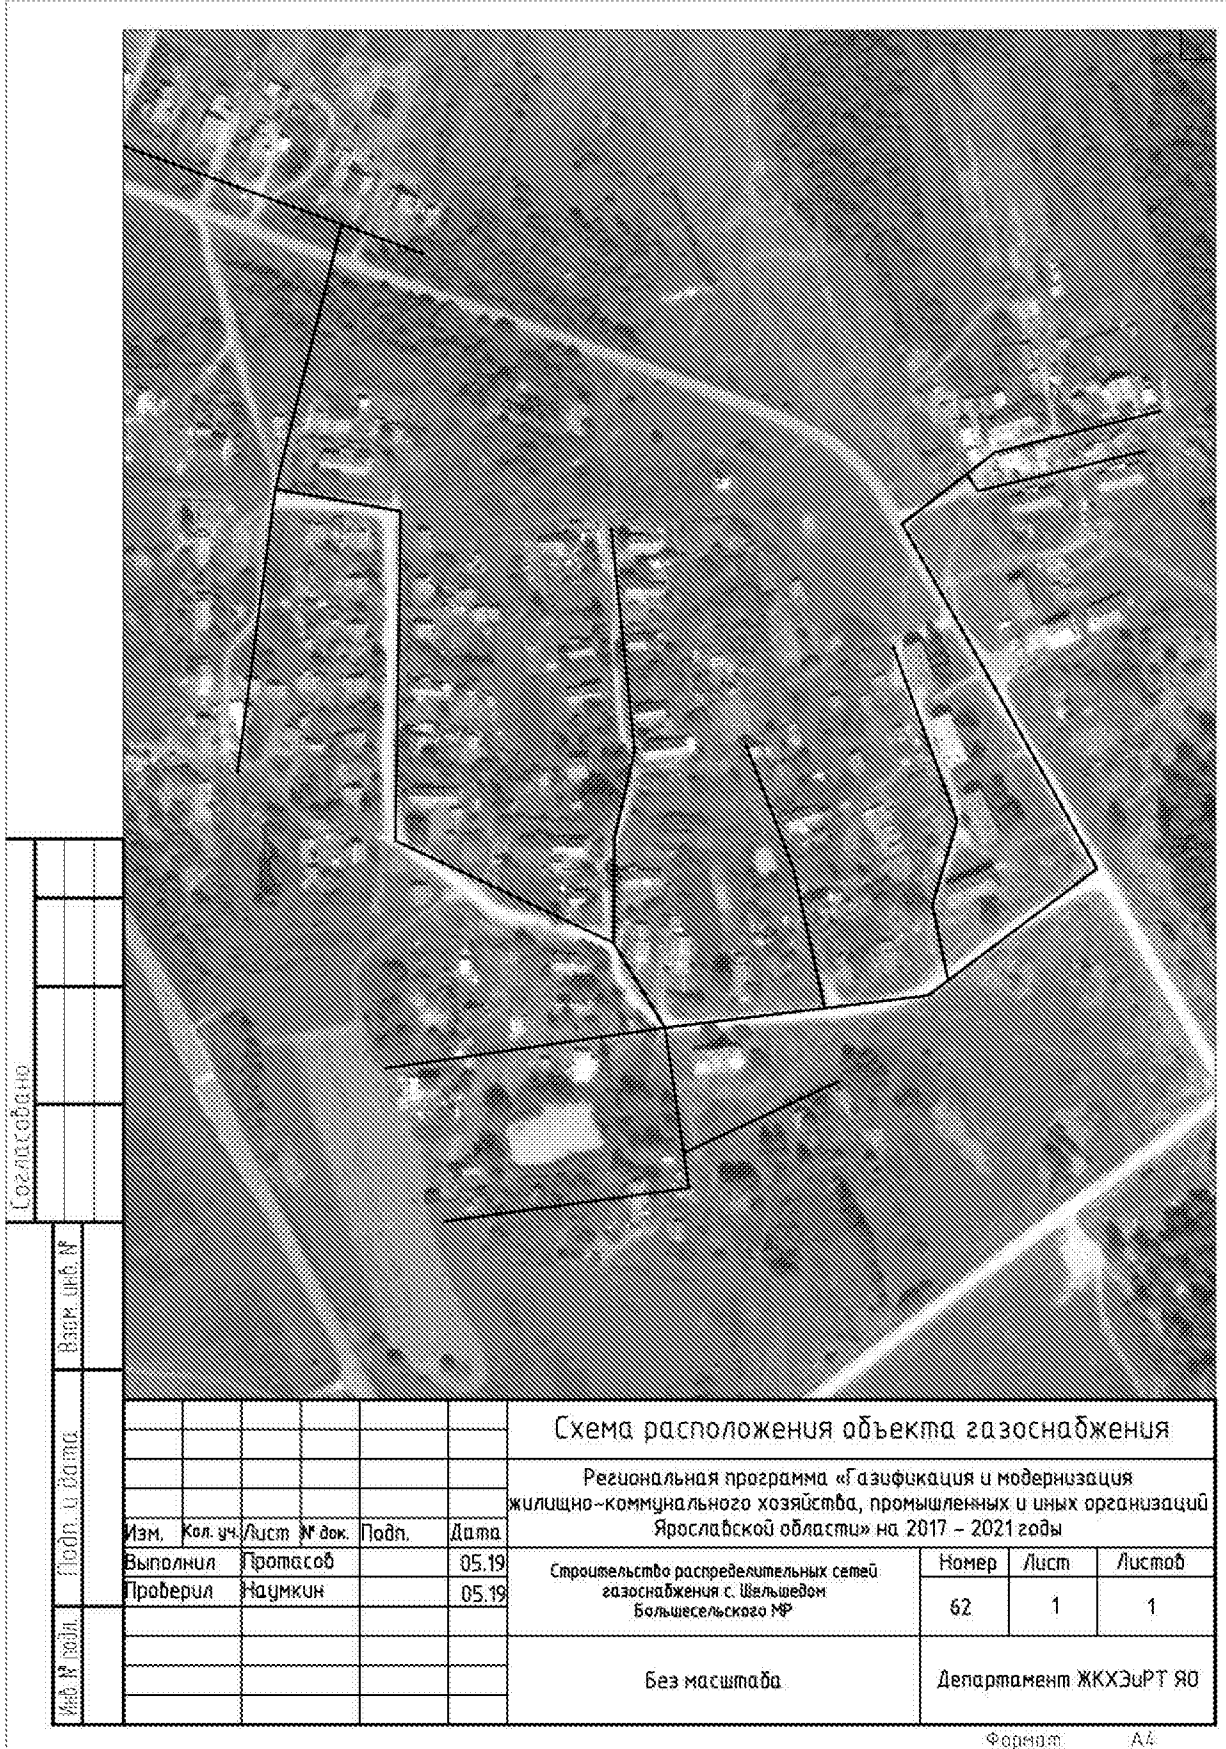 Согласовано
Взам. инв. №
Подп. и дата
Инв № подл.
Схема расположения объекта газоснабжения
Региональная программа «Газификация и модернизация
жилищно-коммунального хозяйства, промышленных и иных организаций
Ярославской области» на 2017 – 2021 годы
Изм. Кол. уч. Лист № док. Подп. Дата
Выполнил Протасов 05.19
Проверил Наумкин 05.19
Строительство распределительных сетей
газоснабжения с. Шельшедом
Большесельского МР
Номер Лист Листов
62 1 1
Без масштаба
Департамент ЖКХЭиРТ ЯО
Формат А4